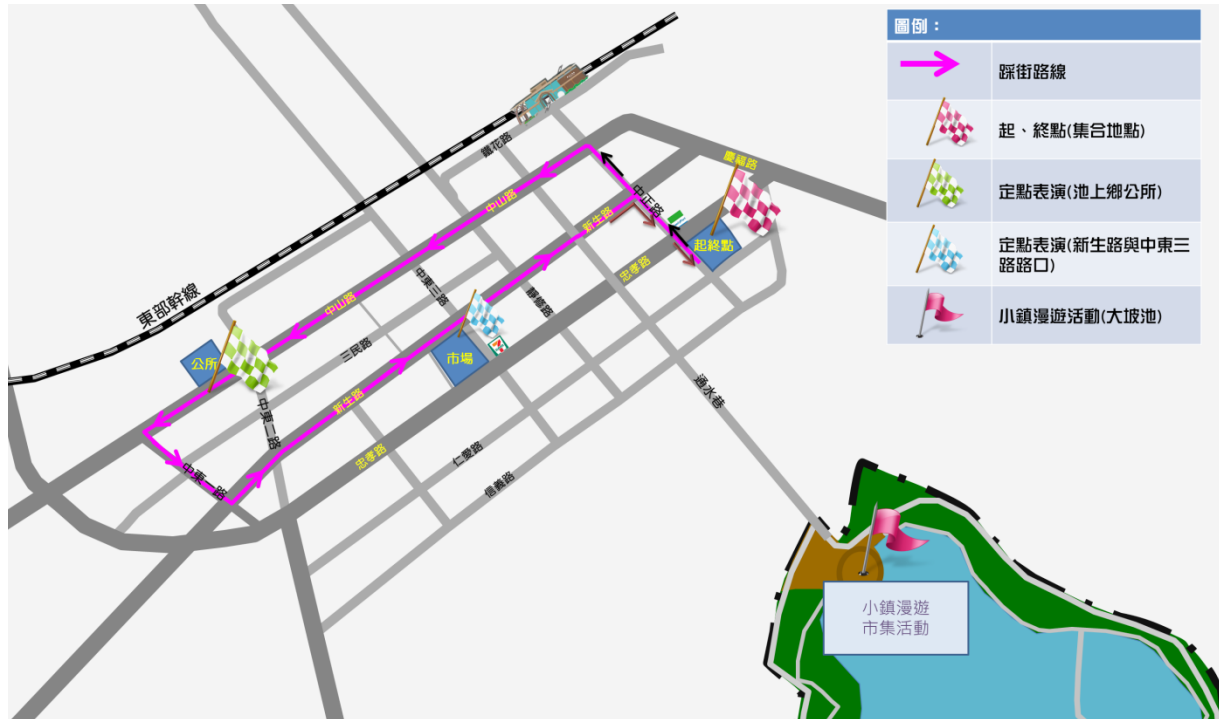 圖例：
踩街路線
起、終點(集合地點)
定點表演(池上鄉公所)
定點表演(新生路與中東三
路路口)
小鎮漫遊活動(大坡池)
鐵花路
慶福路
中山路
中正路
新生路
起終點
忠孝路
東部幹線
中東三路
靜修路
中山路
三民路
市場
7
公所
新生路
通水巷
中東二路
忠孝路
仁愛路
信義路
中東一路
小鎮漫遊
市集活動